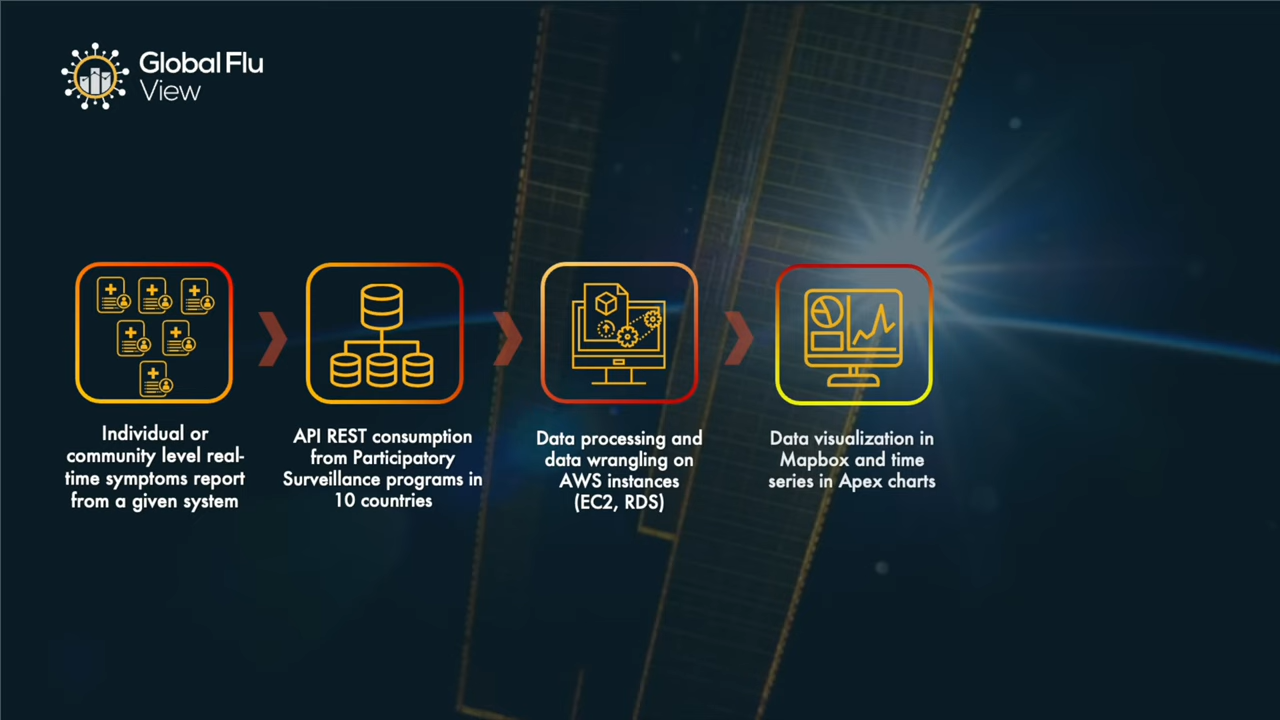 Global Flu
View
Individual or
community level real-
time symptoms report
from a given system
API REST consumption
from Participatory
Surveillance programs in
10 countries
Data processing and
data wrangling on
AWS instances
(EC2, RDS)
Data visualization in
Mapbox and time
series in Apex charts